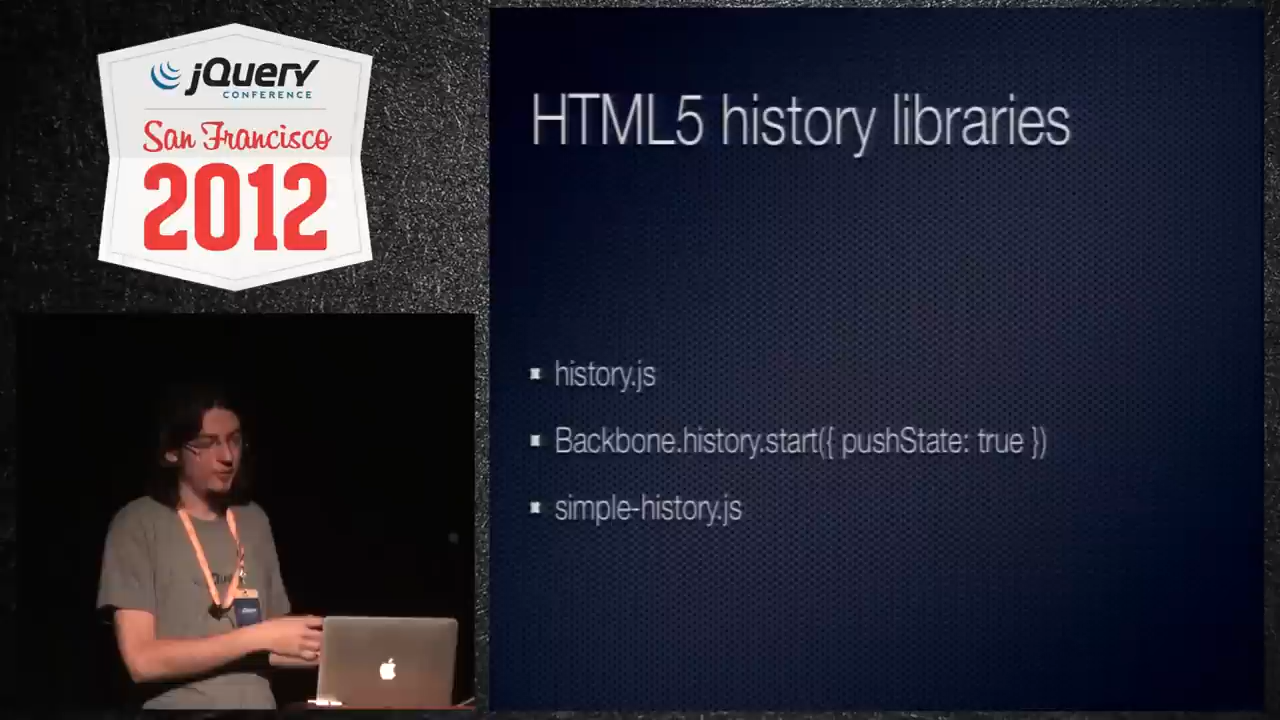 jQuery
CONFERENCE
San Francisco
2012
HTML5 history libraries
history.js
Backbone.history.start({ pushState: true })
simple-history.js